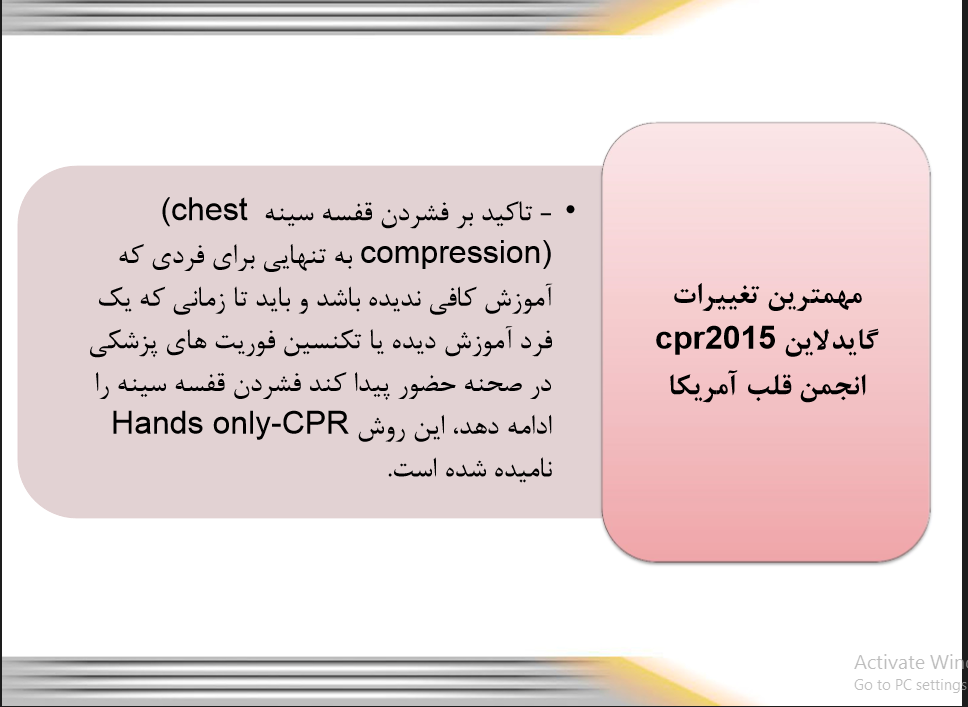 مهمترین تغییرات
گایدلاین cpr2015
انجمن قلب آمریکا
• - تاکید بر فشردن قفسه سینه (chest
compression) به تنهایی برای فردی که
آموزش کافی ندیده باشد و باید تا زمانی که یک
فرد آموزش دیده یا تکنسین فوریت های پزشکی
در صحنه حضور پیدا کند فشردن قفسه سینه را
ادامه دهد، این روش Hands only-CPR
نامیده شده است.
Activate Win
Go to PC settings